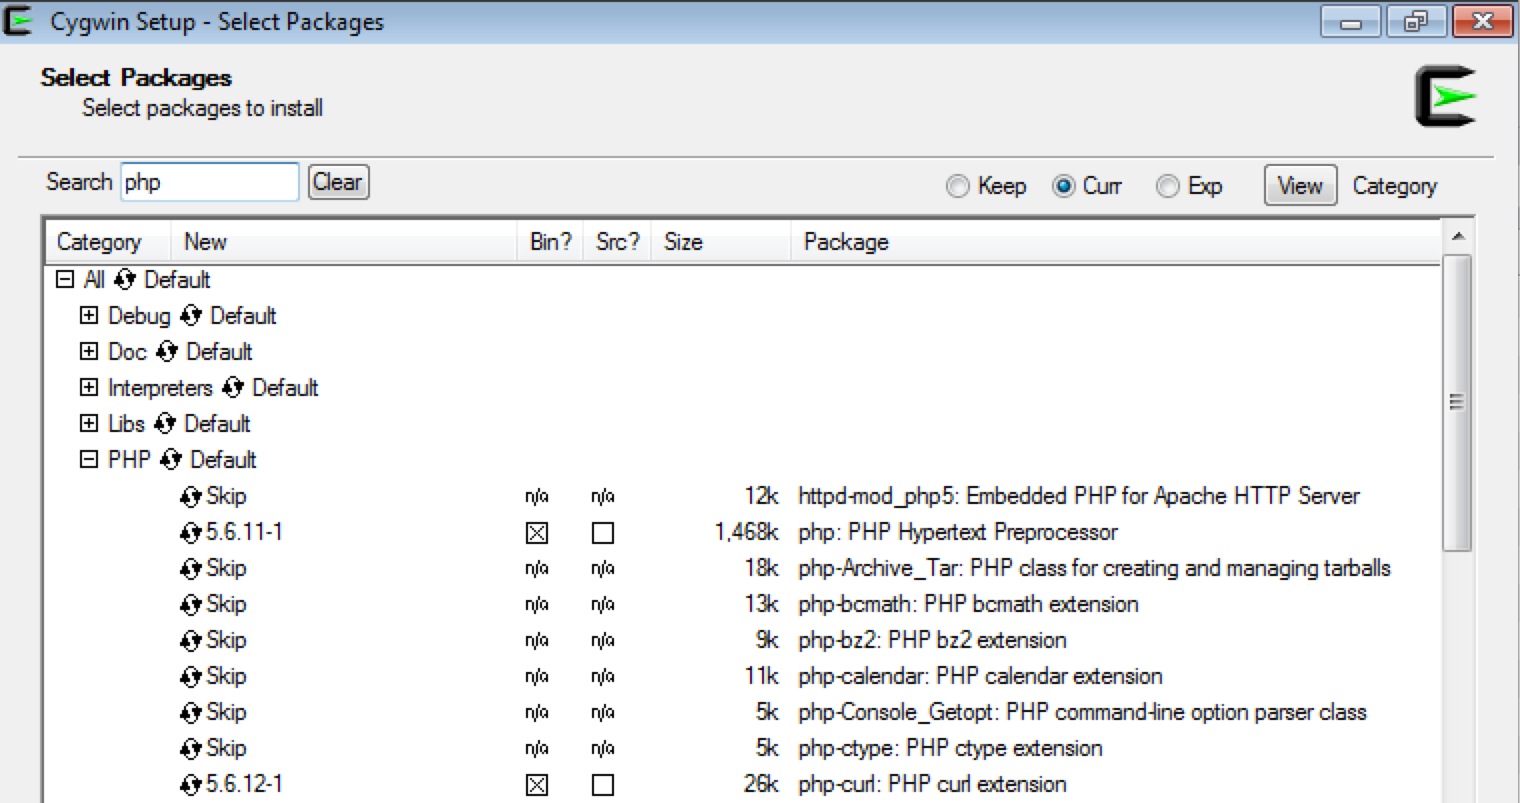 Cygwin Setup - Select Packages
Select Packages
Select packages to install
Search php Clear Keep Curr Exp View Category
Category New Bin? Src? Size Package
All Default
Debug Default
Doc Default
Interpreters Default
Libs Default
PHP Default
Skip n/a n/a 12k httpd-mod_php5: Embedded PHP for Apache HTTP Server
5.6.11-1 1,468k php: PHP Hypertext Preprocessor
Skip n/a n/a 18k php-Archive_Tar: PHP class for creating and managing tarballs
Skip n/a n/a 13k php-bcmath: PHP bcmath extension
Skip n/a n/a 9k php-bz2: PHP bz2 extension
Skip n/a n/a 11k php-calendar: PHP calendar extension
Skip n/a n/a 5k php-Console_Getopt: PHP command-line option parser class
Skip n/a n/a 5k php-ctype: PHP ctype extension
5.6.12-1 26k php-curl: PHP curl extension